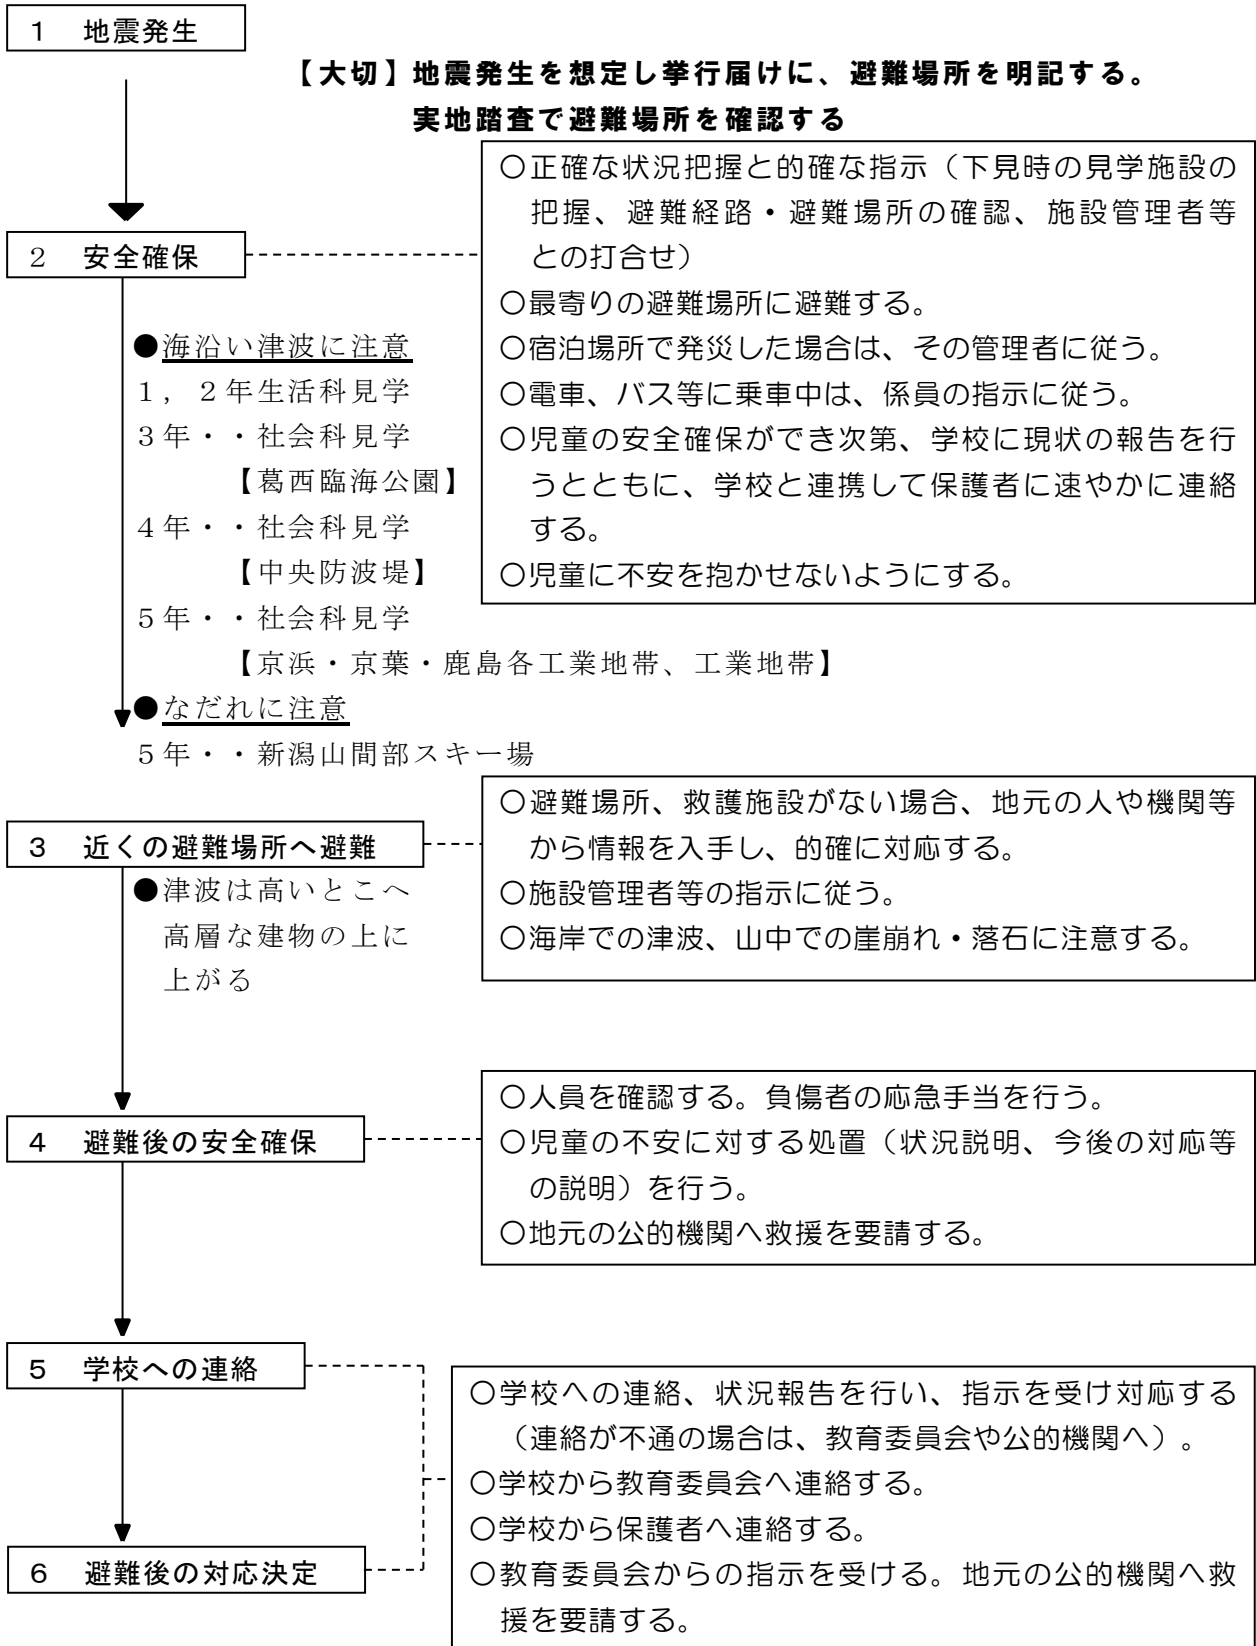 1 地震発生
【大切】地震発生を想定し挙行届けに、避難場所を明記する。
実地踏査で避難場所を確認する
2 安全確保
○正確な状況把握と的確な指示（下見時の見学施設の
把握、避難経路・避難場所の確認、施設管理者等
との打合せ）
○最寄りの避難場所に避難する。
○宿泊場所で発災した場合は、その管理者に従う。
○電車、バス等に乗車中は、係員の指示に従う。
○児童の安全確保ができ次第、学校に現状の報告を行
うとともに、学校と連携して保護者に速やかに連絡
する。
○児童に不安を抱かせないようにする。
●海沿い津波に注意
1，2年生活科見学
3年・・社会科見学
【葛西臨海公園】
4年・・社会科見学
【中央防波堤】
5年・・社会科見学
【京浜・京葉・鹿島各工業地帯、工業地帯】
●なだれに注意
5年・・新潟山間部スキー場
3 近くの避難場所へ避難
●津波は高いとこへ
高層な建物の上に
上がる
○避難場所、救護施設がない場合、地元の人や機関等
から情報を入手し、的確に対応する。
○施設管理者等の指示に従う。
○海岸での津波、山中での崖崩れ・落石に注意する。
4 避難後の安全確保
○人員を確認する。負傷者の応急手当を行う。
○児童の不安に対する処置（状況説明、今後の対応等
の説明）を行う。
○地元の公的機関へ救援を要請する。
5 学校への連絡
6 避難後の対応決定
○学校への連絡、状況報告を行い、指示を受け対応する
（連絡が不通の場合は、教育委員会や公的機関へ）。
○学校から教育委員会へ連絡する。
○学校から保護者へ連絡する。
○教育委員会からの指示を受ける。地元の公的機関へ救
援を要請する。